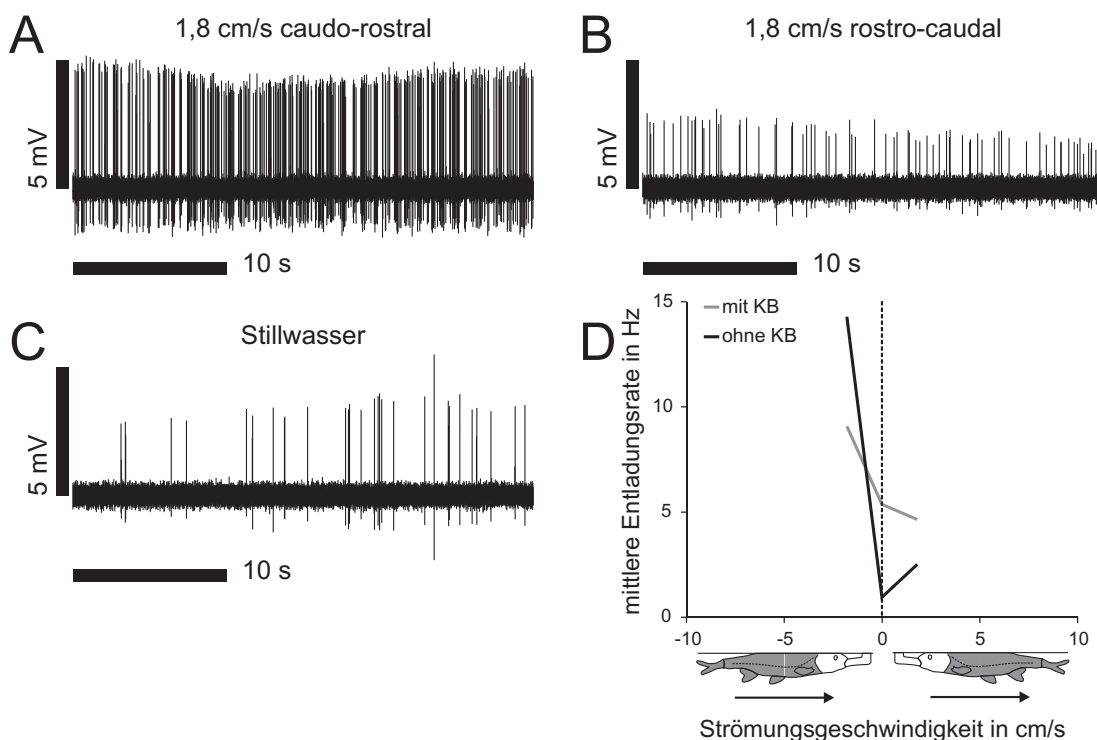 A
1,8 cm/s caudo-rostral
5 mV
10 s
B
1,8 cm/s rostro-caudal
5 mV
10 s
C
Stillwasser
5 mV
10 s
D
mittlere Entladungsrate in Hz
15
10
5
0
mit KB
ohne KB
-10
-5
0
5
10
Strömungsgeschwindigkeit in cm/s